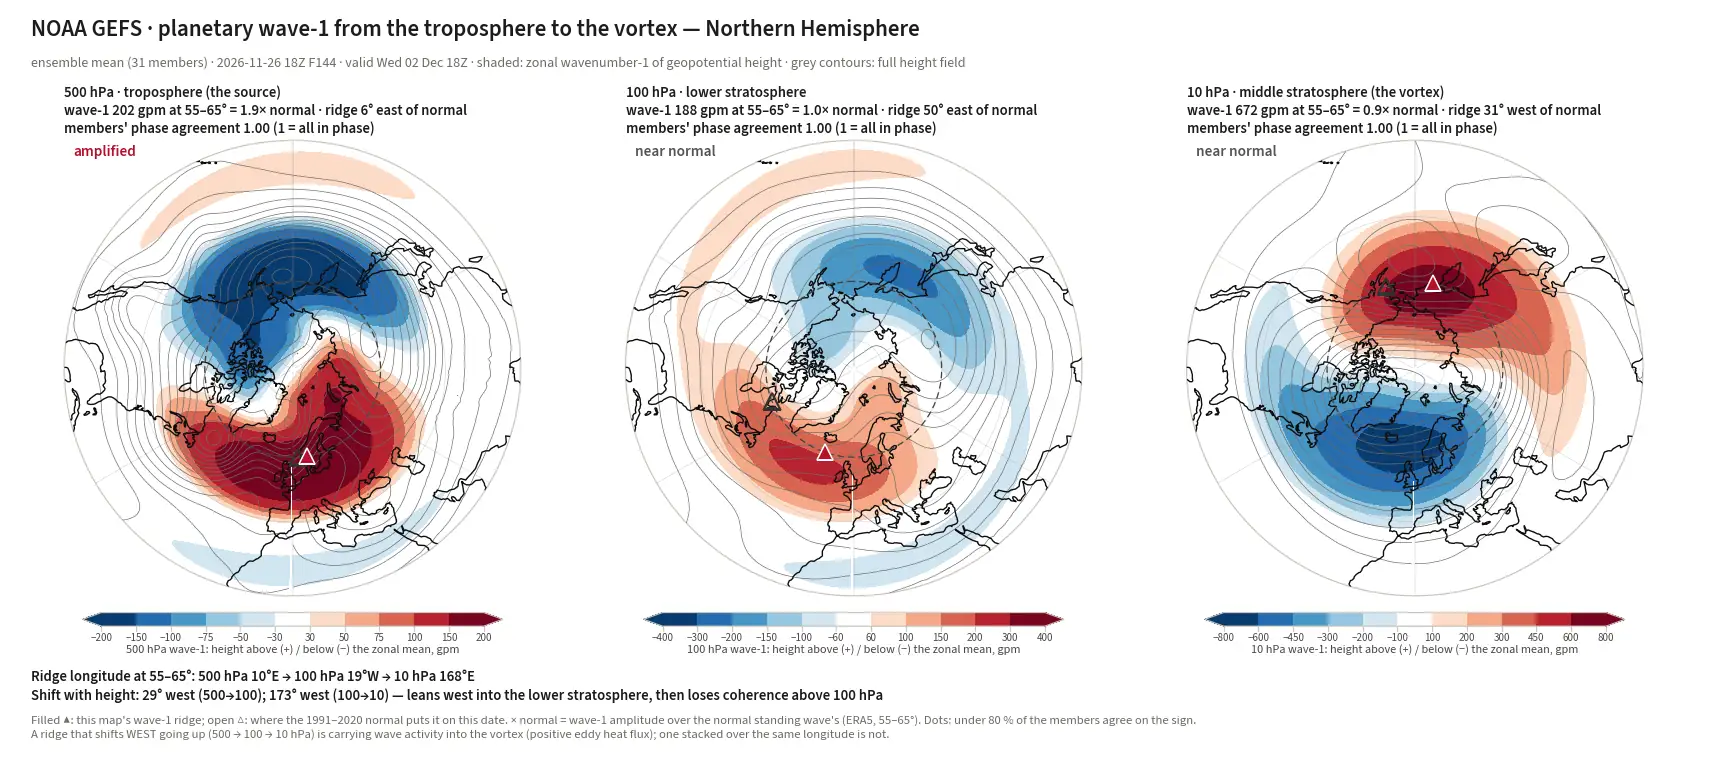 NOAA GEFS · planetary wave-1 from the troposphere to the vortex — Northern Hemisphere
ensemble mean (31 members) · 2026-11-26 18Z F144 · valid Wed 02 Dec 18Z · shaded: zonal wavenumber-1 of geopotential height · grey contours: full height field
500 hPa · troposphere (the source)
wave-1 202 gpm at 55–65° = 1.9× normal · ridge 6° east of normal
members' phase agreement 1.00 (1 = all in phase)
amplified
100 hPa · lower stratosphere
wave-1 188 gpm at 55–65° = 1.0× normal · ridge 50° east of normal
members' phase agreement 1.00 (1 = all in phase)
near normal
10 hPa · middle stratosphere (the vortex)
wave-1 672 gpm at 55–65° = 0.9× normal · ridge 31° west of normal
members' phase agreement 1.00 (1 = all in phase)
near normal
−200 −150 −100 −75 −50 −30 30 50 75 100 150 200
500 hPa wave-1: height above (+) / below (−) the zonal mean, gpm
−400 −300 −200 −150 −100 −60 60 100 150 200 300 400
100 hPa wave-1: height above (+) / below (−) the zonal mean, gpm
−800 −600 −450 −300 −200 −100 100 200 300 450 600 800
10 hPa wave-1: height above (+) / below (−) the zonal mean, gpm
Ridge longitude at 55–65°: 500 hPa 10°E → 100 hPa 19°W → 10 hPa 168°E
Shift with height: 29° west (500→100); 173° west (100→10) — leans west into the lower stratosphere, then loses coherence above 100 hPa
Filled ▲: this map's wave-1 ridge; open △: where the 1991–2020 normal puts it on this date. × normal = wave-1 amplitude over the normal standing wave's (ERA5, 55–65°). Dots: under 80 % of the members agree on the sign.
A ridge that shifts WEST going up (500 → 100 → 10 hPa) is carrying wave activity into the vortex (positive eddy heat flux); one stacked over the same longitude is not.